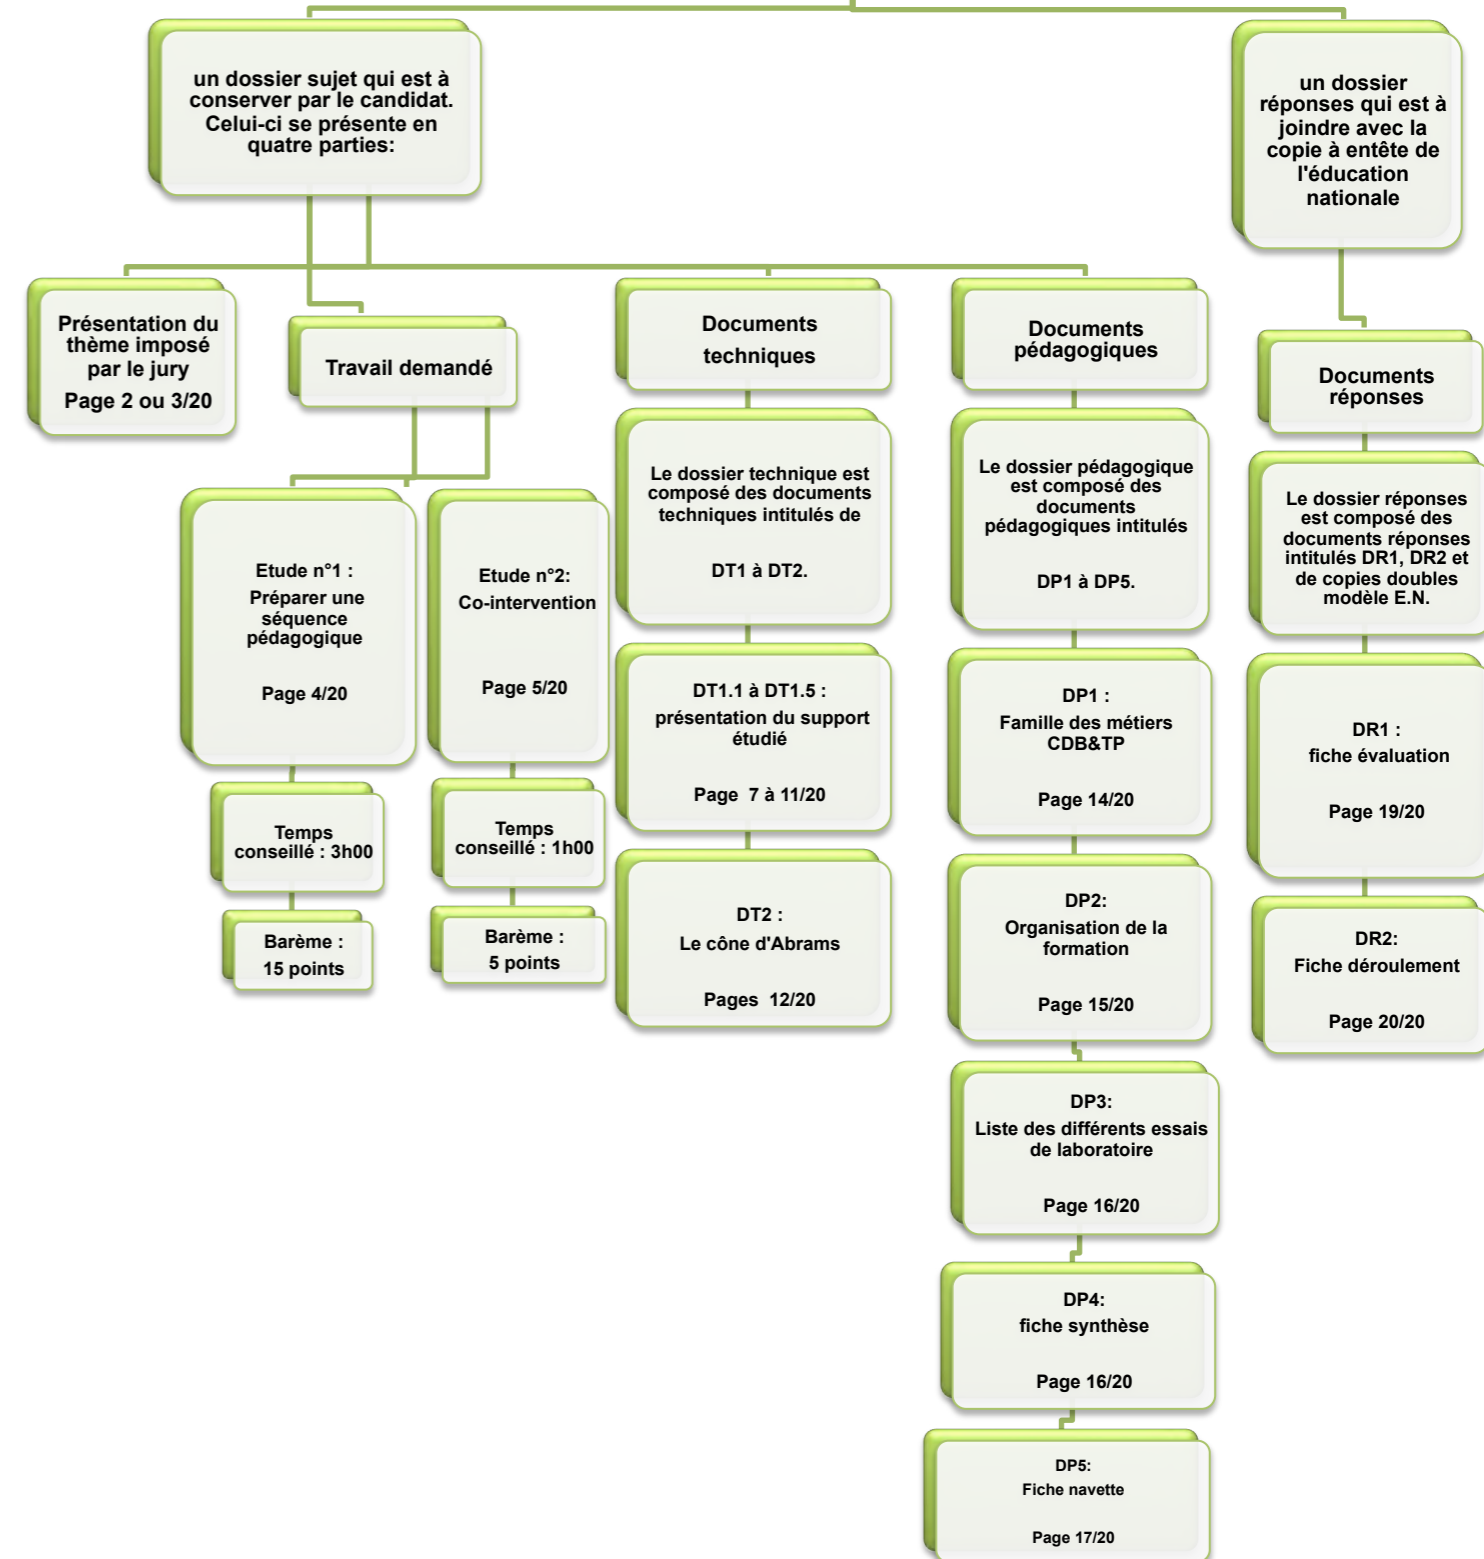 un dossier sujet qui est à
conserver par le candidat.
Celui-ci se présente en
quatre parties:
un dossier
réponses qui est à
joindre avec la
copie à entête de
l'éducation
nationale
Présentation du
thème imposé
par le jury
Page 2 ou 3/20
Travail demandé
Documents
techniques
Documents
pédagogiques
Documents
réponses
Etude n°1 :
Préparer une
séquence
pédagogique
Page 4/20
Temps
conseillé : 3h00
Barème :
15 points
Etude n°2:
Co-intervention
Page 5/20
Temps
conseillé : 1h00
Barème :
5 points
Le dossier technique est
composé des documents
techniques intitulés de
DT1 à DT2.
DT1.1 à DT1.5 :
présentation du support
étudié
Page  7 à 11/20
DT2 :
Le cône d'Abrams
Pages  12/20
Le dossier pédagogique
est composé des
documents
pédagogiques intitulés
DP1 à DP5.
DP1 :
Famille des métiers
CDB&TP
Page 14/20
DP2:
Organisation de la
formation
Page 15/20
DP3:
Liste des différents essais
de laboratoire
Page 16/20
DP4:
fiche synthèse
Page 16/20
DP5:
Fiche navette
Page 17/20
Le dossier réponses
est composé des
documents réponses
intitulés DR1, DR2 et
de copies doubles
modèle E.N.
DR1 :
fiche évaluation
Page 19/20
DR2:
Fiche déroulement
Page 20/20